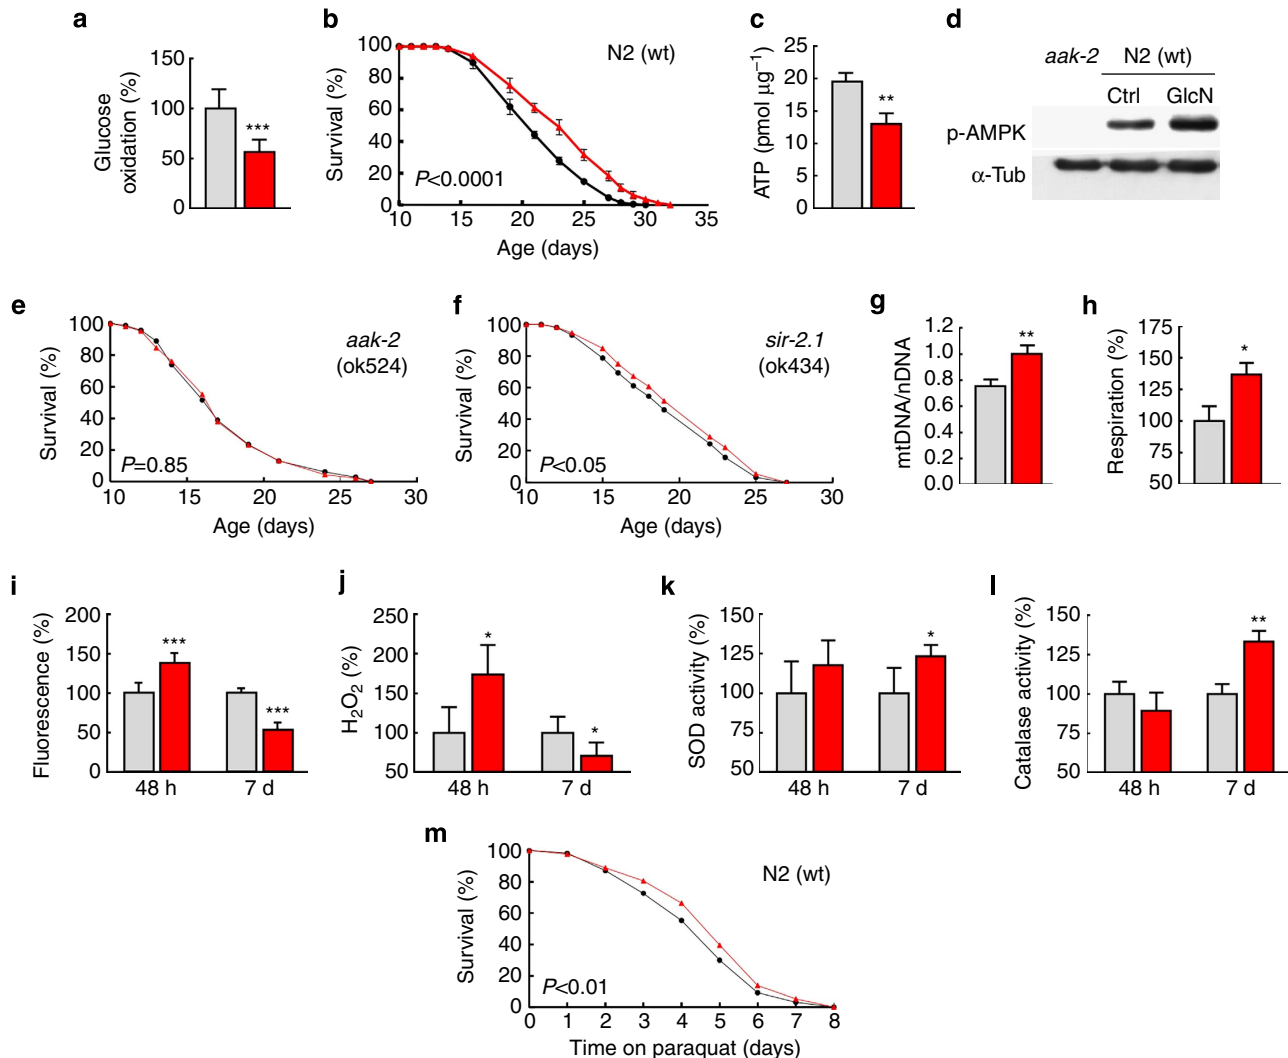 a
Glucose
oxidation (%)
150
100
50
0
***
b
Survival (%)
100
80
60
40
20
0
N2 (wt)
P<0.0001
10 15 20 25 30 35
Age (days)
c
ATP (pmol µg⁻¹)
25
20
15
10
5
0
**
d
aak-2 N2 (wt)
Ctrl GlcN
p-AMPK
α-Tub
e
Survival (%)
100
80
60
40
20
0
aak-2
(ok524)
P=0.85
10 15 20 25 30
Age (days)
f
Survival (%)
100
80
60
40
20
0
sir-2.1
(ok434)
P<0.05
10 15 20 25 30
Age (days)
g
mtDNA/nDNA
1.2
1.0
0.8
0.6
0.4
0.2
0.0
**
h
Respiration (%)
175
150
125
100
75
50
*
i
Fluorescence (%)
200
150
100
50
0
***
***
48 h 7 d
j
H₂O₂ (%)
250
200
150
100
50
*
*
48 h 7 d
k
SOD activity (%)
150
125
100
75
50
*
48 h 7 d
l
Catalase activity (%)
150
125
100
75
50
**
48 h 7 d
m
Survival (%)
100
80
60
40
20
0
N2 (wt)
P<0.01
0 1 2 3 4 5 6 7 8
Time on paraquat (days)